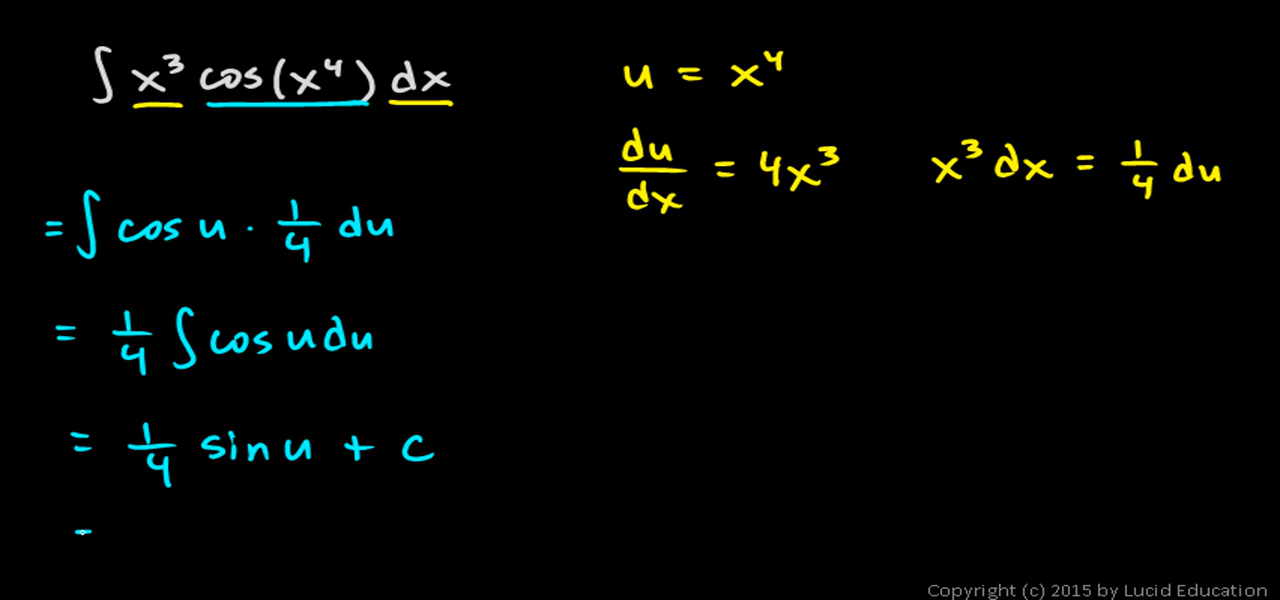 ∫ x³ cos(x⁴) dx
u = x⁴
du/dx = 4x³
x³ dx = 1/4 du
= ∫ cos u · 1/4 du
= 1/4 ∫ cos u du
= 1/4 sin u + c
-
Copyright (c) 2015 by Lucid Education